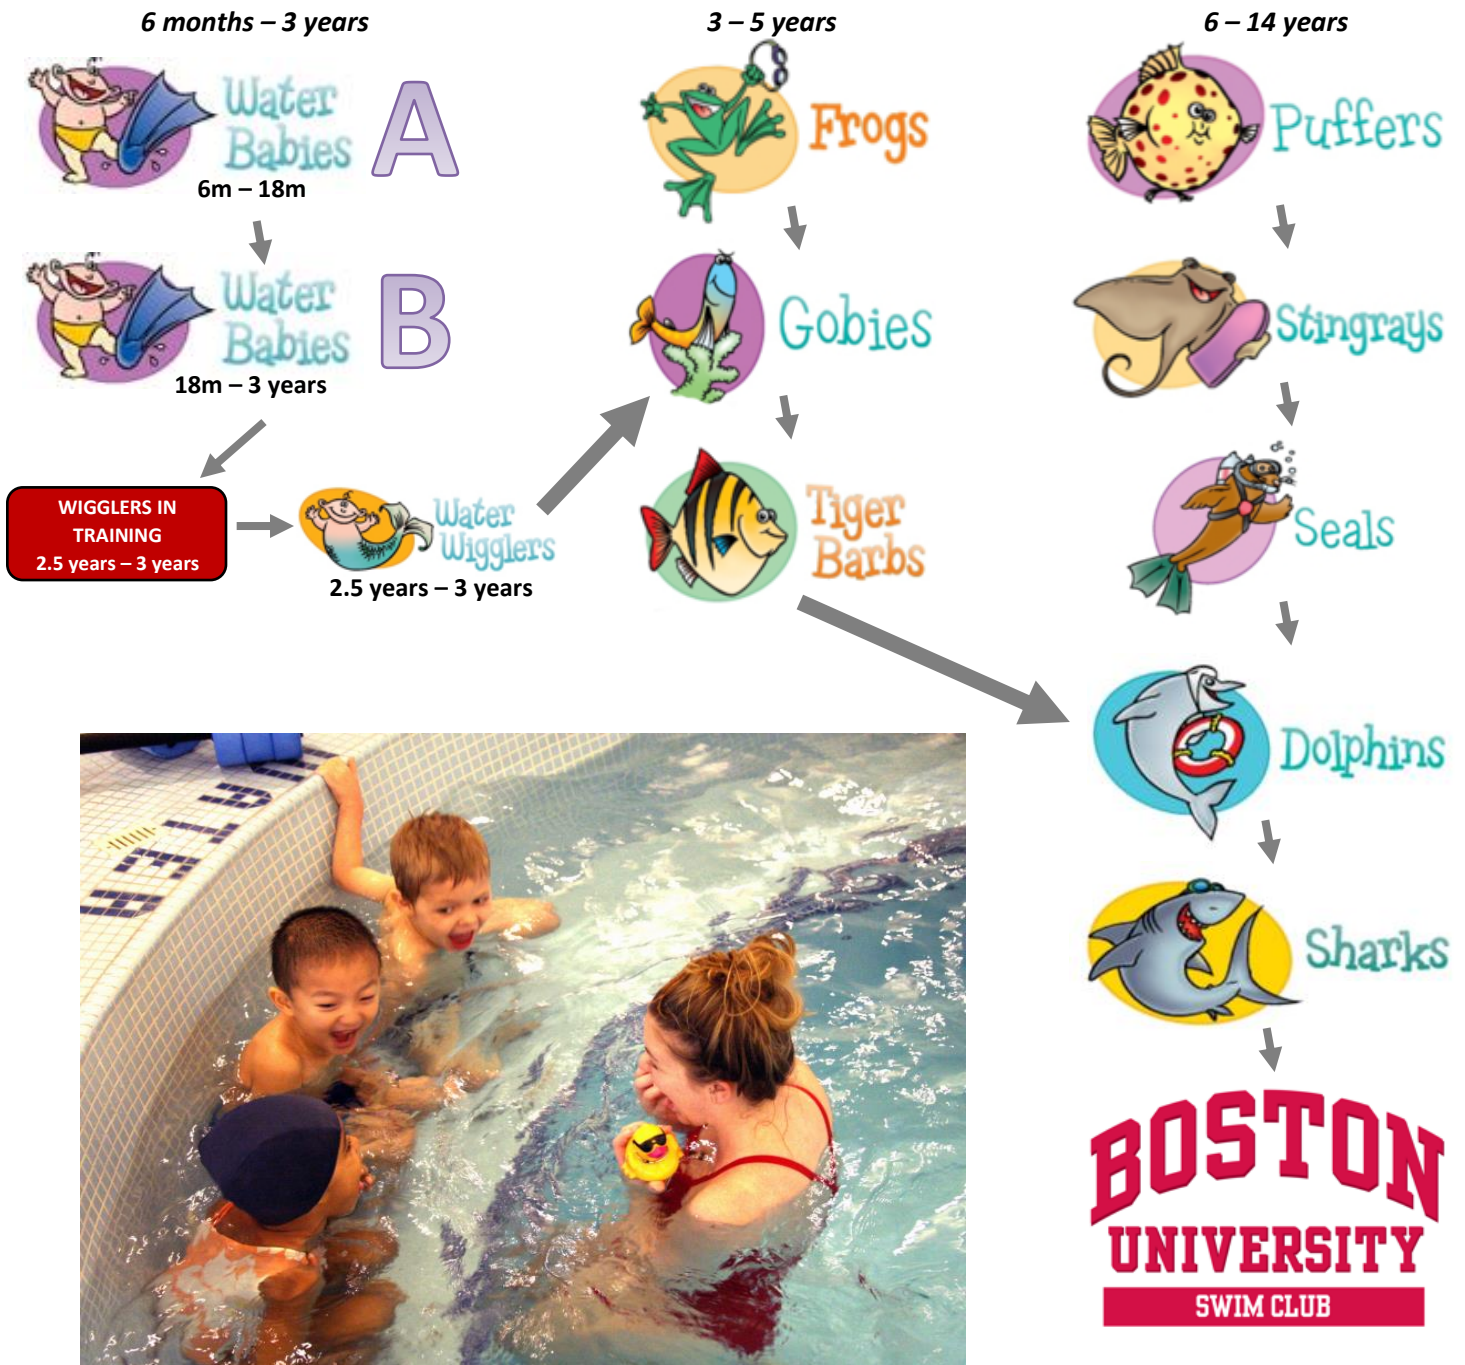 6 months – 3 years
Water
Babies
A
6m – 18m
Water
Babies
B
18m – 3 years
WIGGLERS IN
TRAINING
2.5 years – 3 years
Water
Wigglers
2.5 years – 3 years
3 – 5 years
Frogs
Gobies
Tiger
Barbs
6 – 14 years
Puffers
Stingrays
Seals
Dolphins
Sharks
BOSTON
UNIVERSITY
SWIM CLUB